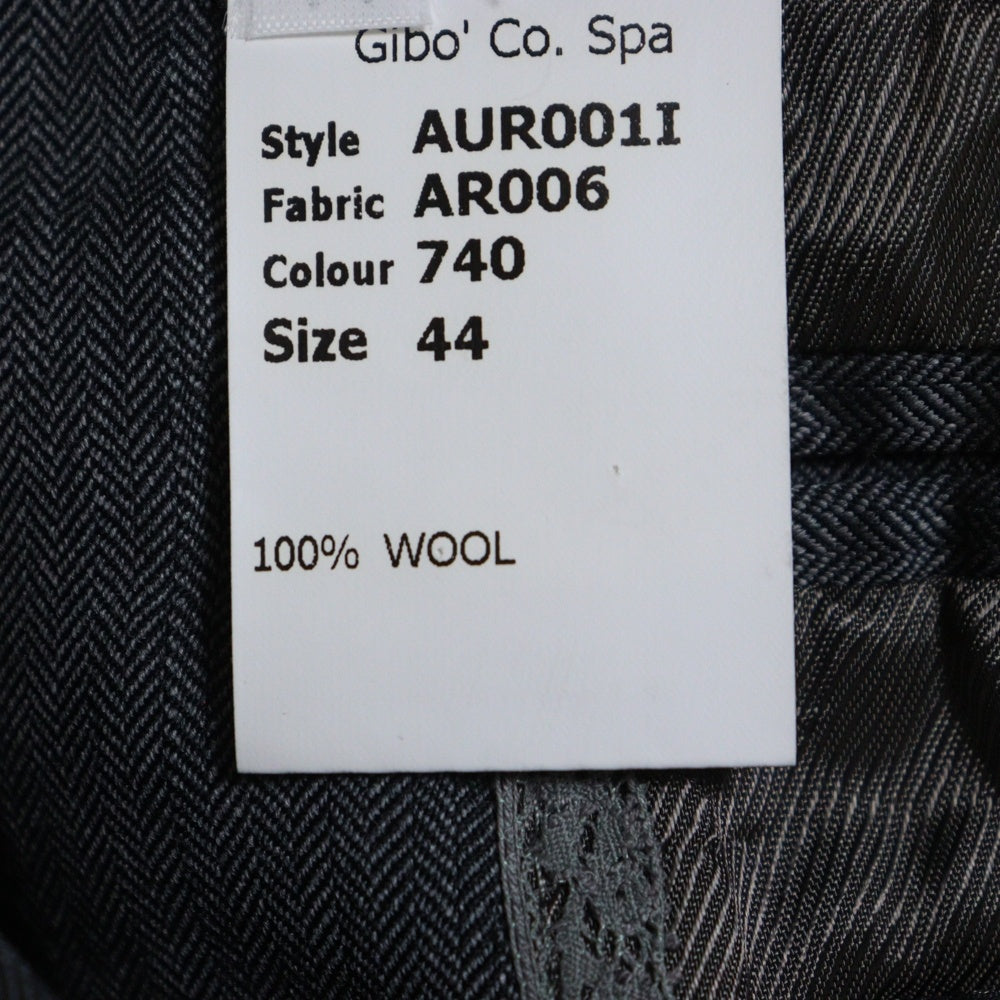 Gibo' Co. Spa
Style AUR001I
Fabric AR006
Colour 740
Size 44
100% WOOL